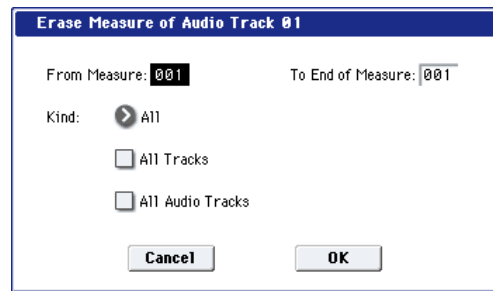 Erase Measure of Audio Track 01
From Measure: 001 To End of Measure: 001
Kind: All
All Tracks
All Audio Tracks
Cancel OK